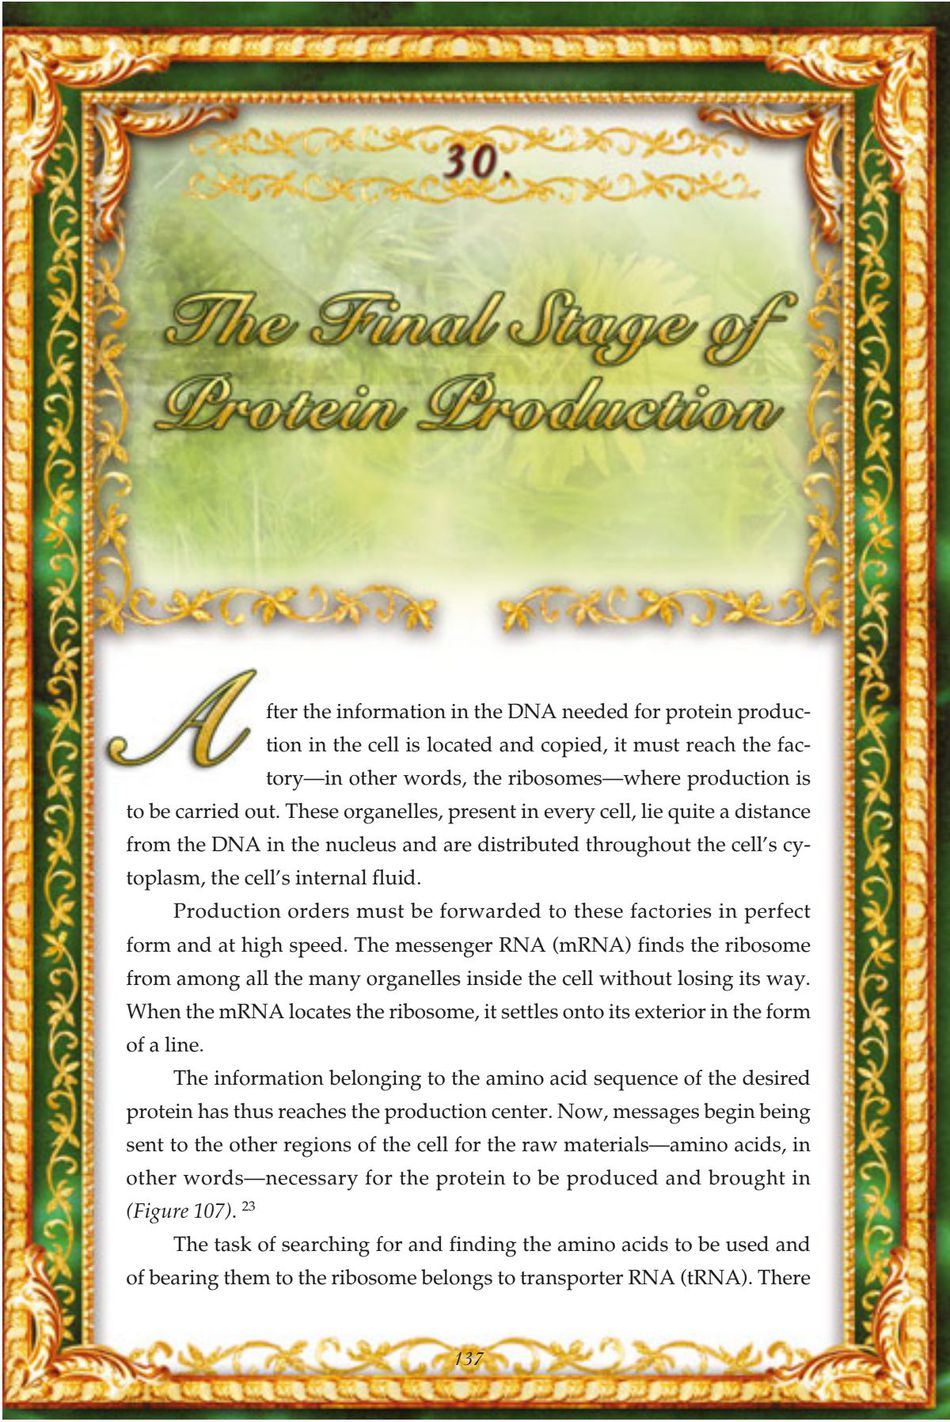 30.
The Final Stage of
Protein Production
After the information in the DNA needed for protein produc-
tion in the cell is located and copied, it must reach the fac-
tory—in other words, the ribosomes—where production is
to be carried out. These organelles, present in every cell, lie quite a distance
from the DNA in the nucleus and are distributed throughout the cell's cy-
toplasm, the cell's internal fluid.
Production orders must be forwarded to these factories in perfect
form and at high speed. The messenger RNA (mRNA) finds the ribosome
from among all the many organelles inside the cell without losing its way.
When the mRNA locates the ribosome, it settles onto its exterior in the form
of a line.
The information belonging to the amino acid sequence of the desired
protein has thus reaches the production center. Now, messages begin being
sent to the other regions of the cell for the raw materials—amino acids, in
other words—necessary for the protein to be produced and brought in
(Figure 107). 23
The task of searching for and finding the amino acids to be used and
of bearing them to the ribosome belongs to transporter RNA (tRNA). There
137